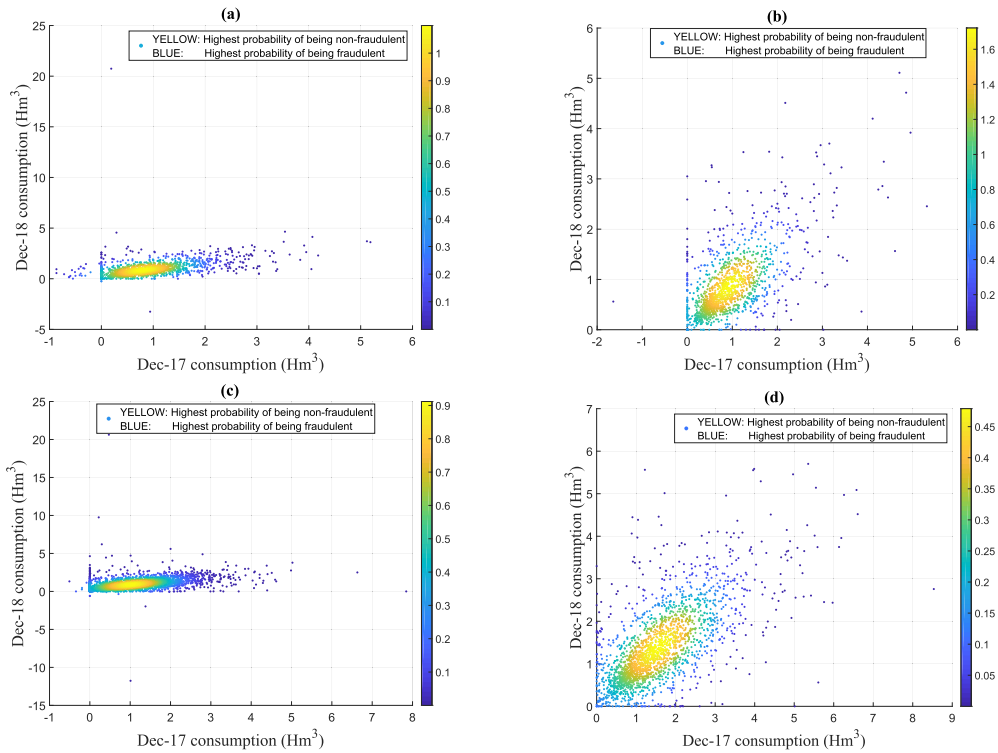 (a)
25
20
15
10
5
0
-5
Dec-18 consumption (Hm³)
YELLOW: Highest probability of being non-fraudulent
BLUE: Highest probability of being fraudulent
-1 0 1 2 3 4 5 6
Dec-17 consumption (Hm³)
1
0.9
0.8
0.7
0.6
0.5
0.4
0.3
0.2
0.1
(b)
6
5
4
3
2
1
0
Dec-18 consumption (Hm³)
YELLOW: Highest probability of being non-fraudulent
BLUE: Highest probability of being fraudulent
-2 -1 0 1 2 3 4 5 6
Dec-17 consumption (Hm³)
1.6
1.4
1.2
1
0.8
0.6
0.4
0.2
(c)
25
20
15
10
5
0
-5
-10
-15
Dec-18 consumption (Hm³)
YELLOW: Highest probability of being non-fraudulent
BLUE: Highest probability of being fraudulent
-1 0 1 2 3 4 5 6 7 8
Dec-17 consumption (Hm³)
0.9
0.8
0.7
0.6
0.5
0.4
0.3
0.2
0.1
(d)
7
6
5
4
3
2
1
0
Dec-18 consumption (Hm³)
YELLOW: Highest probability of being non-fraudulent
BLUE: Highest probability of being fraudulent
0 1 2 3 4 5 6 7 8 9
Dec-17 consumption (Hm³)
0.45
0.4
0.35
0.3
0.25
0.2
0.15
0.1
0.05